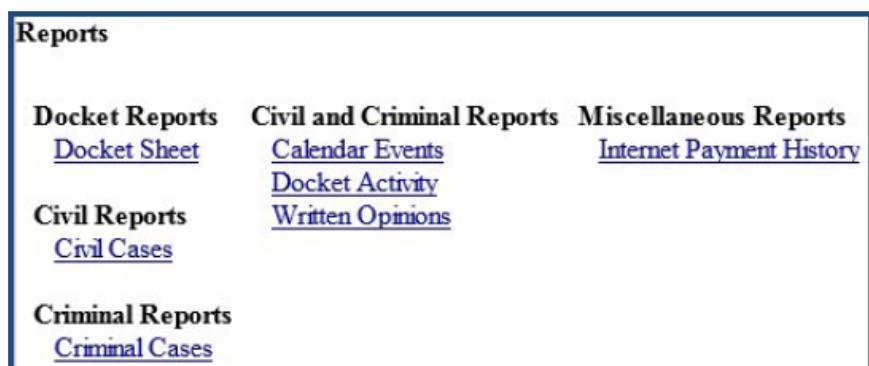 Reports
Docket Reports Civil and Criminal Reports Miscellaneous Reports
Docket Sheet Calendar Events Internet Payment History
Docket Activity
Civil Reports Written Opinions
Civil Cases
Criminal Reports
Criminal Cases